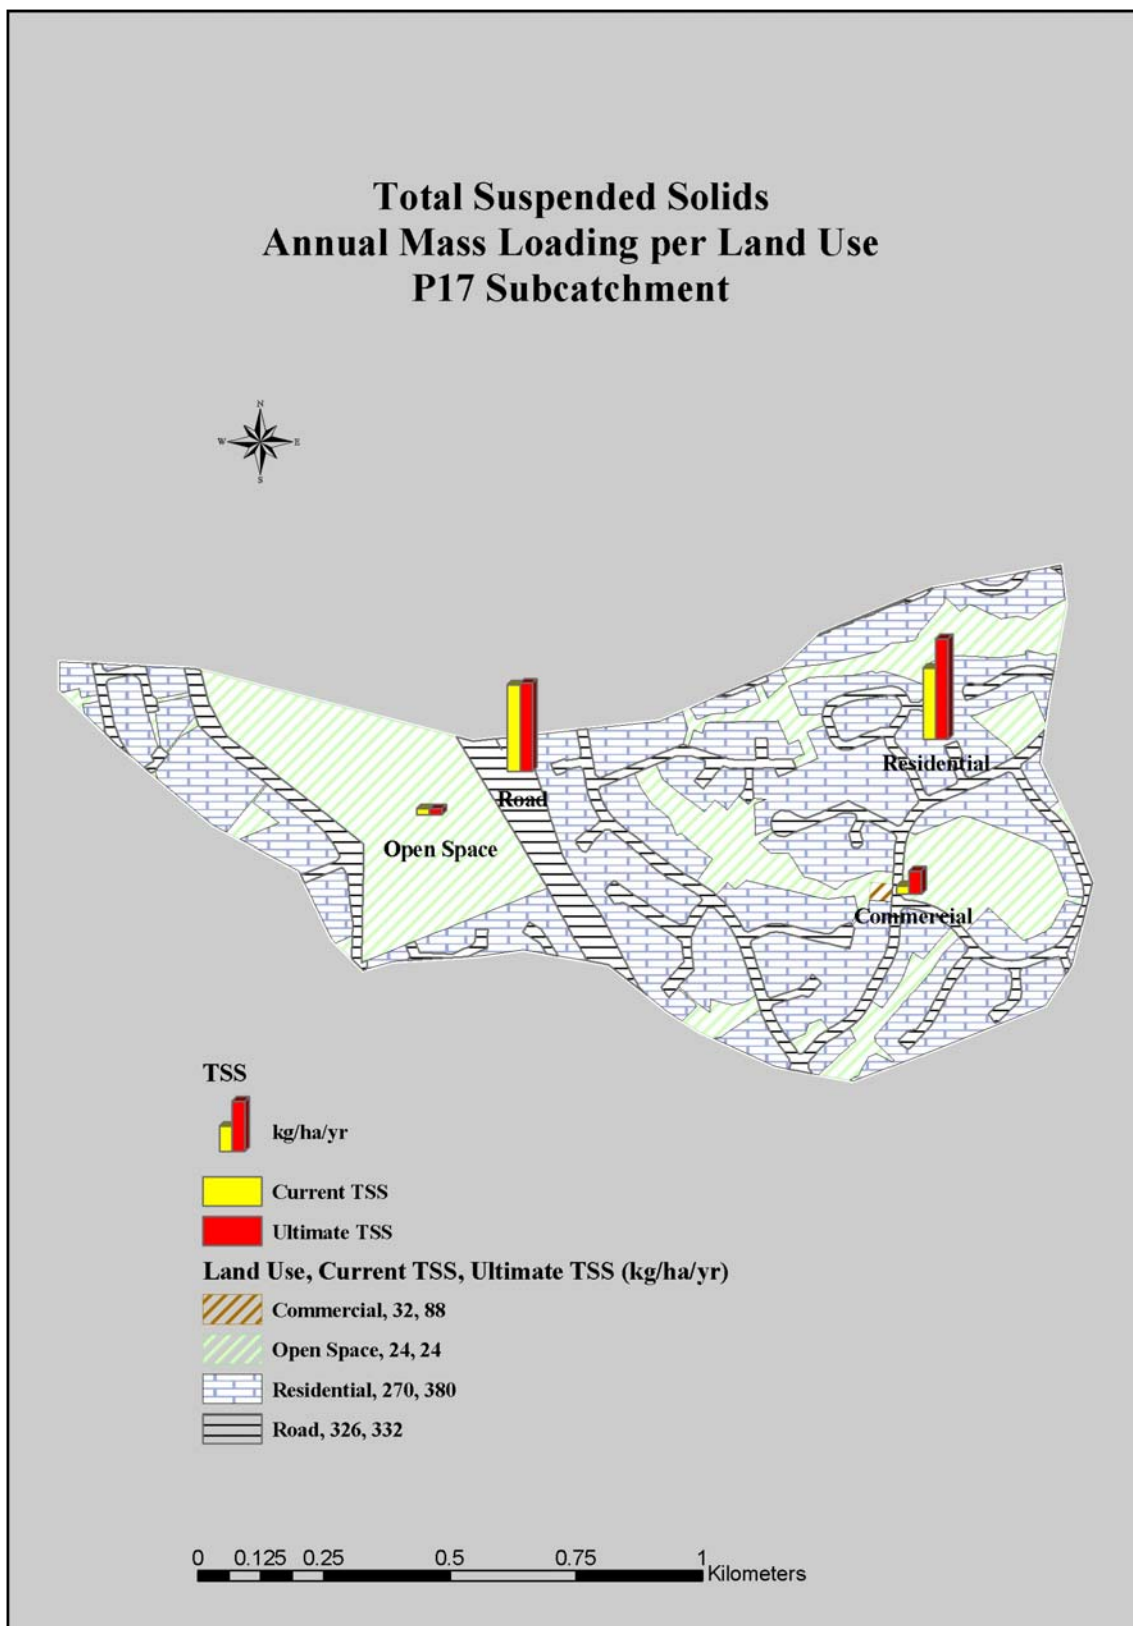 Total Suspended Solids
Annual Mass Loading per Land Use
P17 Subcatchment
N
W E
S
Residential
Road
Open Space
Commercial
TSS
kg/ha/yr
Current TSS
Ultimate TSS
Land Use, Current TSS, Ultimate TSS (kg/ha/yr)
Commercial, 32, 88
Open Space, 24, 24
Residential, 270, 380
Road, 326, 332
0 0.125 0.25 0.5 0.75 1
Kilometers